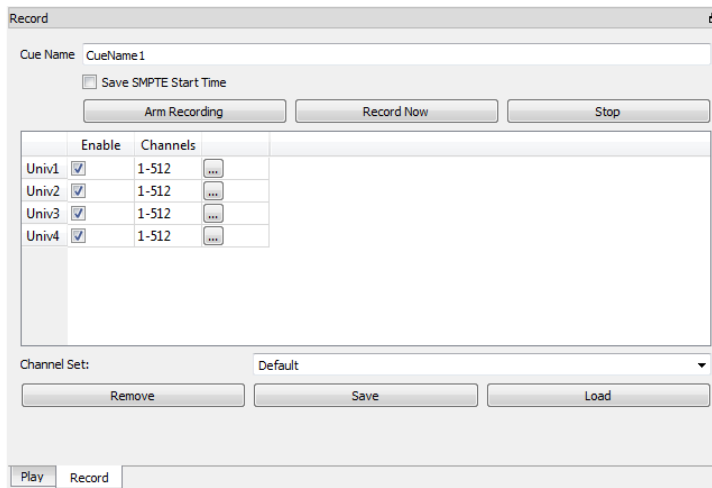 Record
Cue Name CueName1
Save SMPTE Start Time
Arm Recording Record Now Stop
Enable Channels
Univ1 1-512 ...
Univ2 1-512 ...
Univ3 1-512 ...
Univ4 1-512 ...
Channel Set: Default
Remove Save Load
Play Record